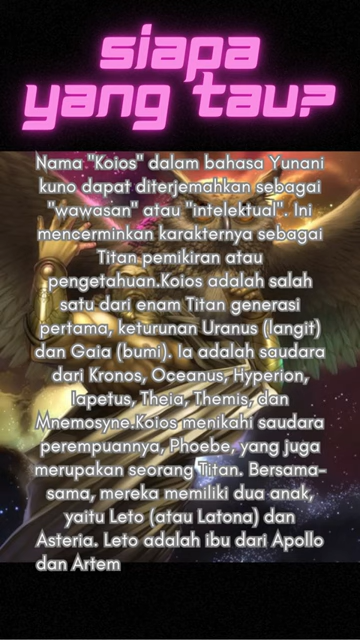 siapa
yang tau?
Nama "Koios" dalam bahasa Yunani
kuno dapat diterjemahkan sebagai
"wawasan" atau "intelektual". Ini
mencerminkan karakternya sebagai
Titan pemikiran atau
pengetahuan.Koios adalah salah
satu dari enam Titan generasi
pertama, keturunan Uranus (langit)
dan Gaia (bumi). Ia adalah saudara
dari Kronos, Oceanus, Hyperion,
Iapetus, Theia, Themis, dan
Mnemosyne.Koios menikahi saudara
perempuannya, Phoebe, yang juga
merupakan seorang Titan. Bersama-
sama, mereka memiliki dua anak,
yaitu Leto (atau Latona) dan
Asteria. Leto adalah ibu dari Apollo
dan Artem